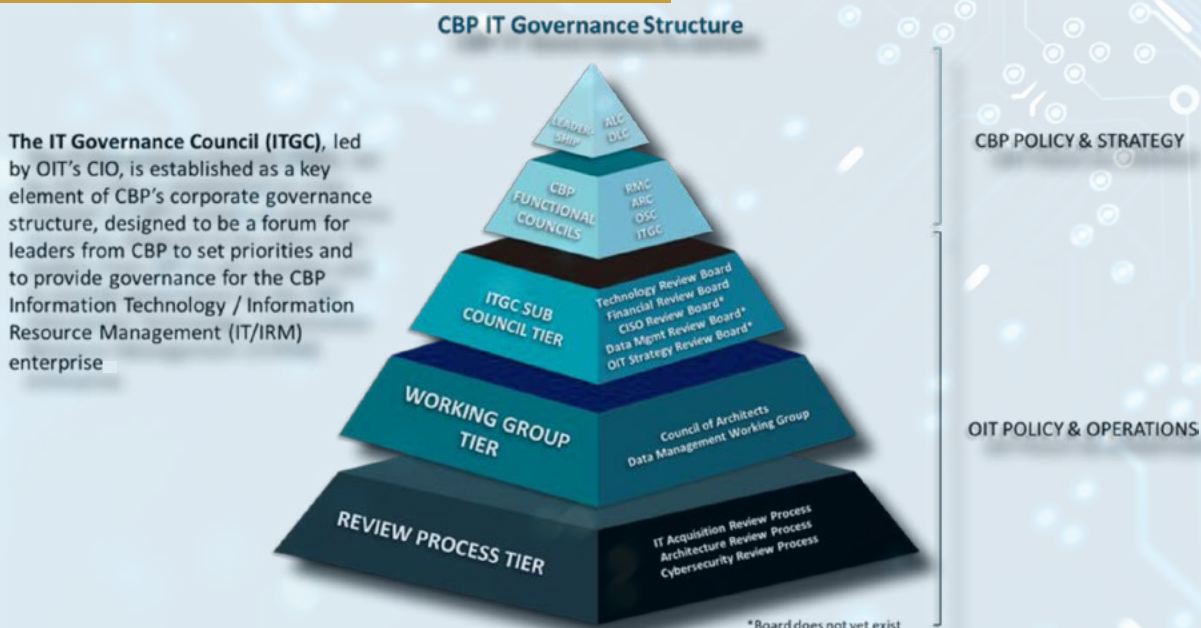 CBP IT Governance Structure
The IT Governance Council (ITGC), led
by OIT's CIO, is established as a key
element of CBP's corporate governance
structure, designed to be a forum for
leaders from CBP to set priorities and
to provide governance for the CBP
Information Technology / Information
Resource Management (IT/IRM)
enterprise
LEADER-
SHIP
ALC
DLC
CBP
FUNCTIONAL
COUNCILS
RMC
ARC
OSC
ITGC
ITGC SUB
COUNCIL TIER
Technology Review Board
Financial Review Board
CISO Review Board*
Data Mgmt Review Board*
OIT Strategy Review Board*
WORKING GROUP
TIER
Council of Architects
Data Management Working Group
REVIEW PROCESS TIER
IT Acquisition Review Process
Architecture Review Process
Cybersecurity Review Process
CBP POLICY & STRATEGY
OIT POLICY & OPERATIONS
*Board does not yet exist